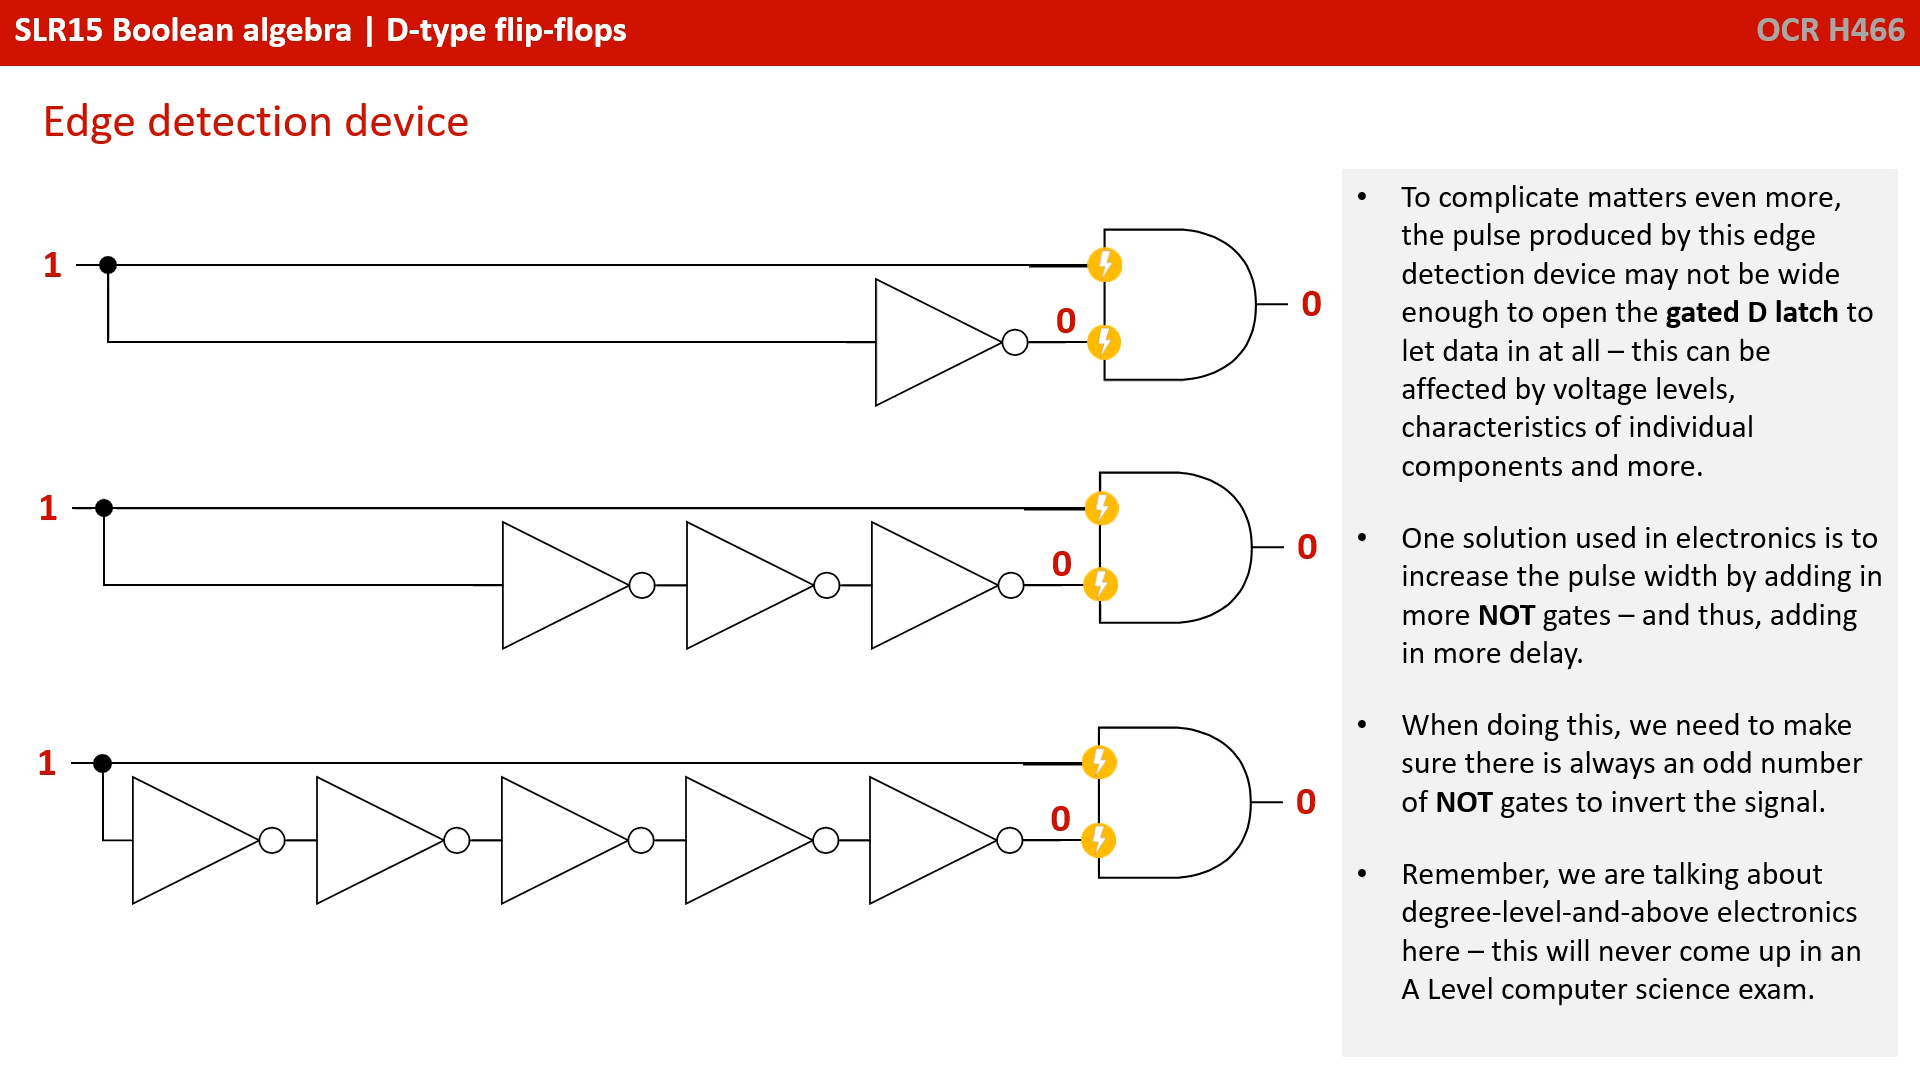 SLR15 Boolean algebra | D-type flip-flops
OCR H466
Edge detection device
1
0
0
1
0
0
1
0
0
• To complicate matters even more,
the pulse produced by this edge
detection device may not be wide
enough to open the gated D latch to
let data in at all – this can be
affected by voltage levels,
characteristics of individual
components and more.
• One solution used in electronics is to
increase the pulse width by adding in
more NOT gates – and thus, adding
in more delay.
• When doing this, we need to make
sure there is always an odd number
of NOT gates to invert the signal.
• Remember, we are talking about
degree-level-and-above electronics
here – this will never come up in an
A Level computer science exam.